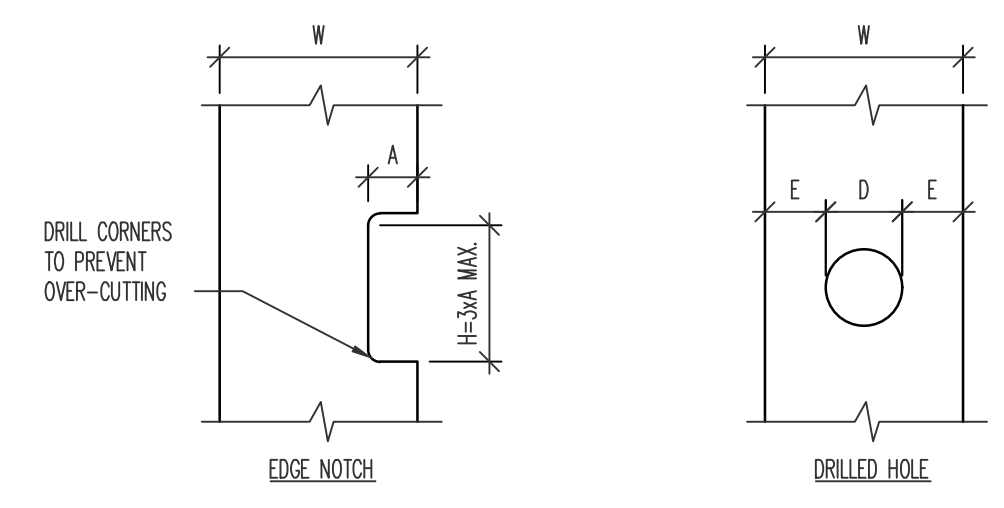 W
A
DRILL CORNERS
TO PREVENT
OVER-CUTTING
H=3xA MAX.
EDGE NOTCH
W
E
D
E
DRILLED HOLE